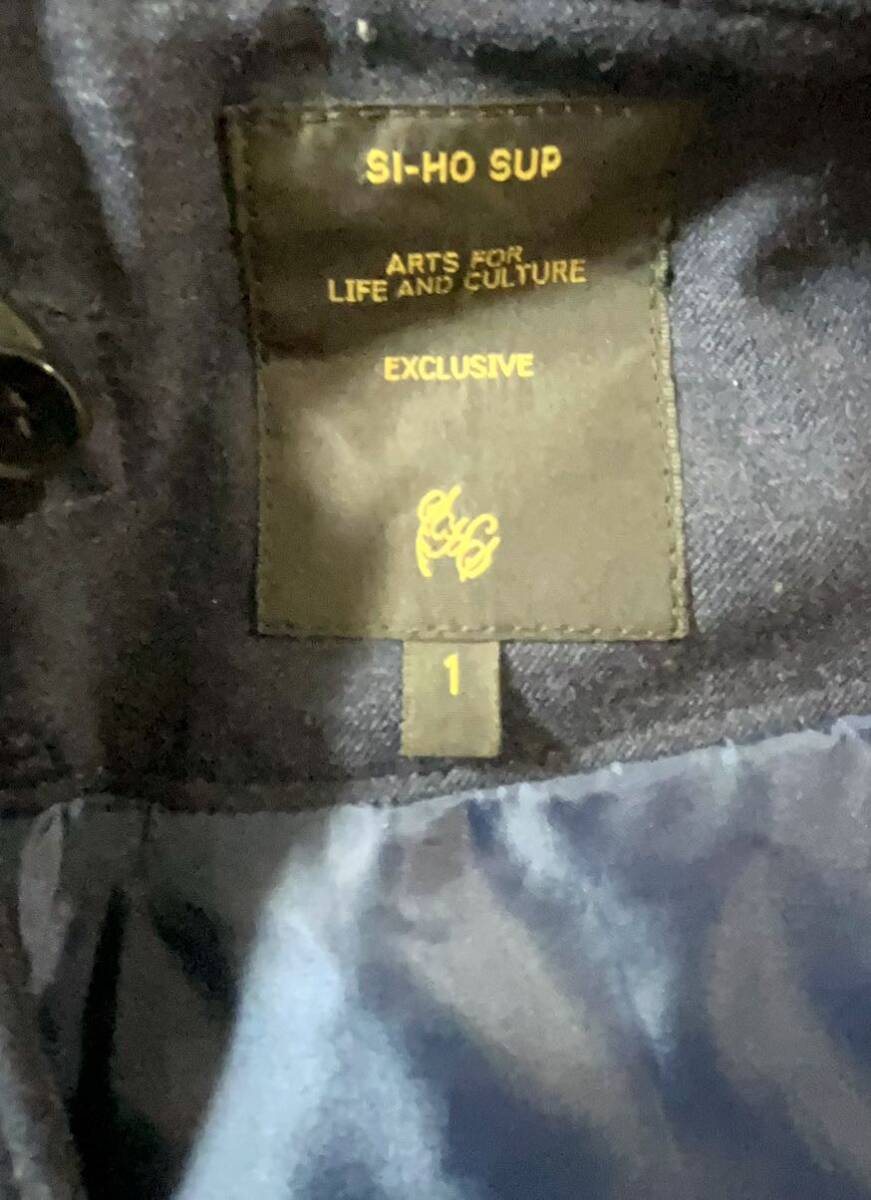 SI-HO SUP
ARTS FOR
LIFE AND CULTURE
EXCLUSIVE
1